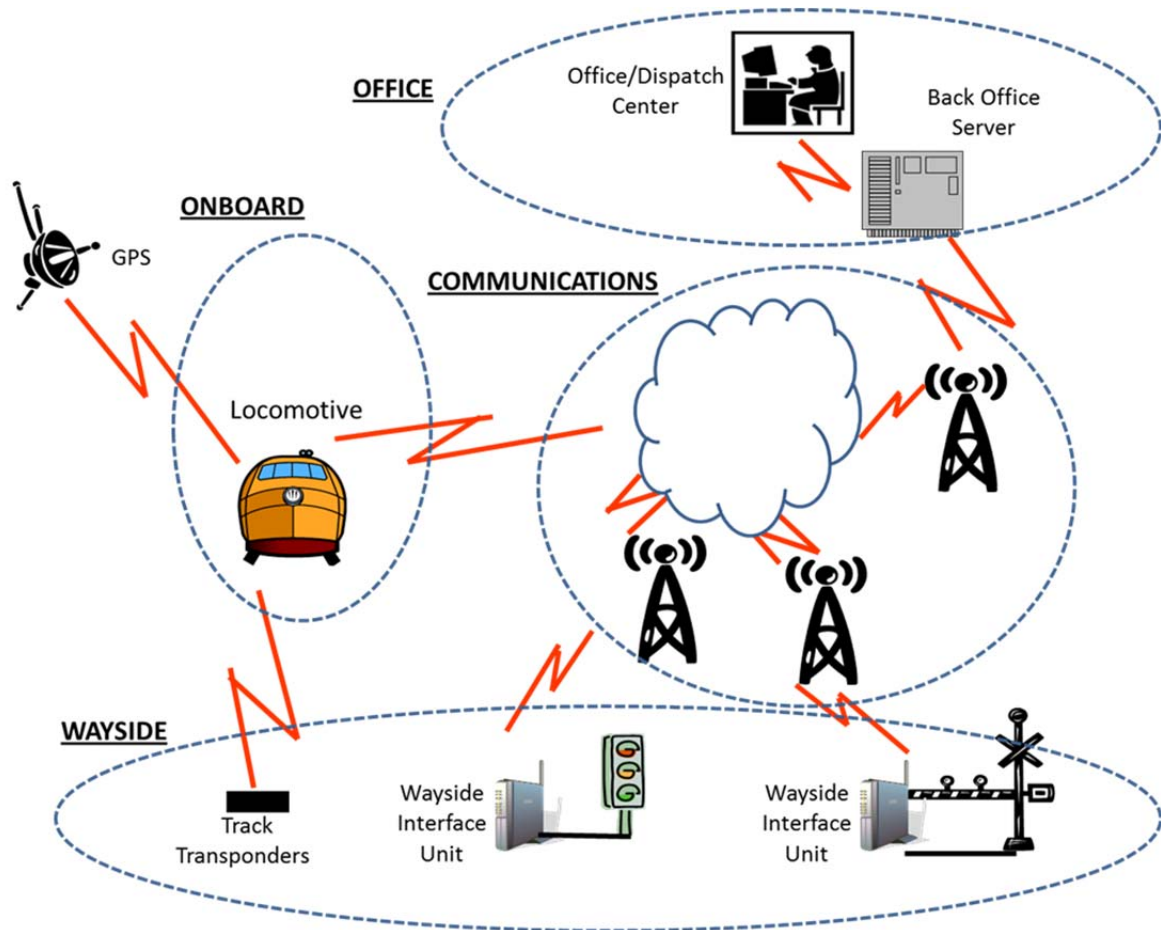 OFFICE
Office/Dispatch
Center
Back Office
Server
ONBOARD
GPS
COMMUNICATIONS
Locomotive
WAYSIDE
Track
Transponders
Wayside
Interface
Unit
Wayside
Interface
Unit